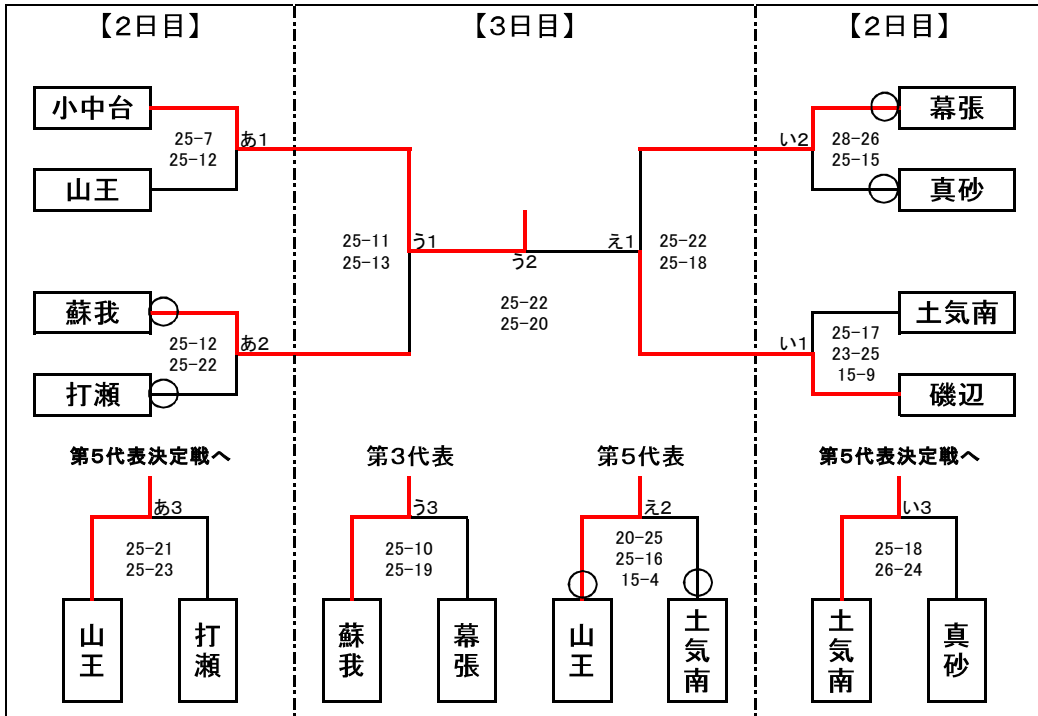 【2日目】
【3日目】
【2日目】
小中台
25-7
25-12
あ1
山王
蘇我
25-12
25-22
あ2
打瀬
25-11
25-13
う1
う2
25-22
25-20
え1
25-22
25-18
い2
28-26
25-15
幕張
真砂
土気南
い1
25-17
23-25
15-9
磯辺
第5代表決定戦へ
あ3
25-21
25-23
山王
打瀬
第3代表
う3
25-10
25-19
蘇我
幕張
第5代表
え2
20-25
25-16
15-4
山王
土気南
第5代表決定戦へ
い3
25-18
26-24
土気南
真砂